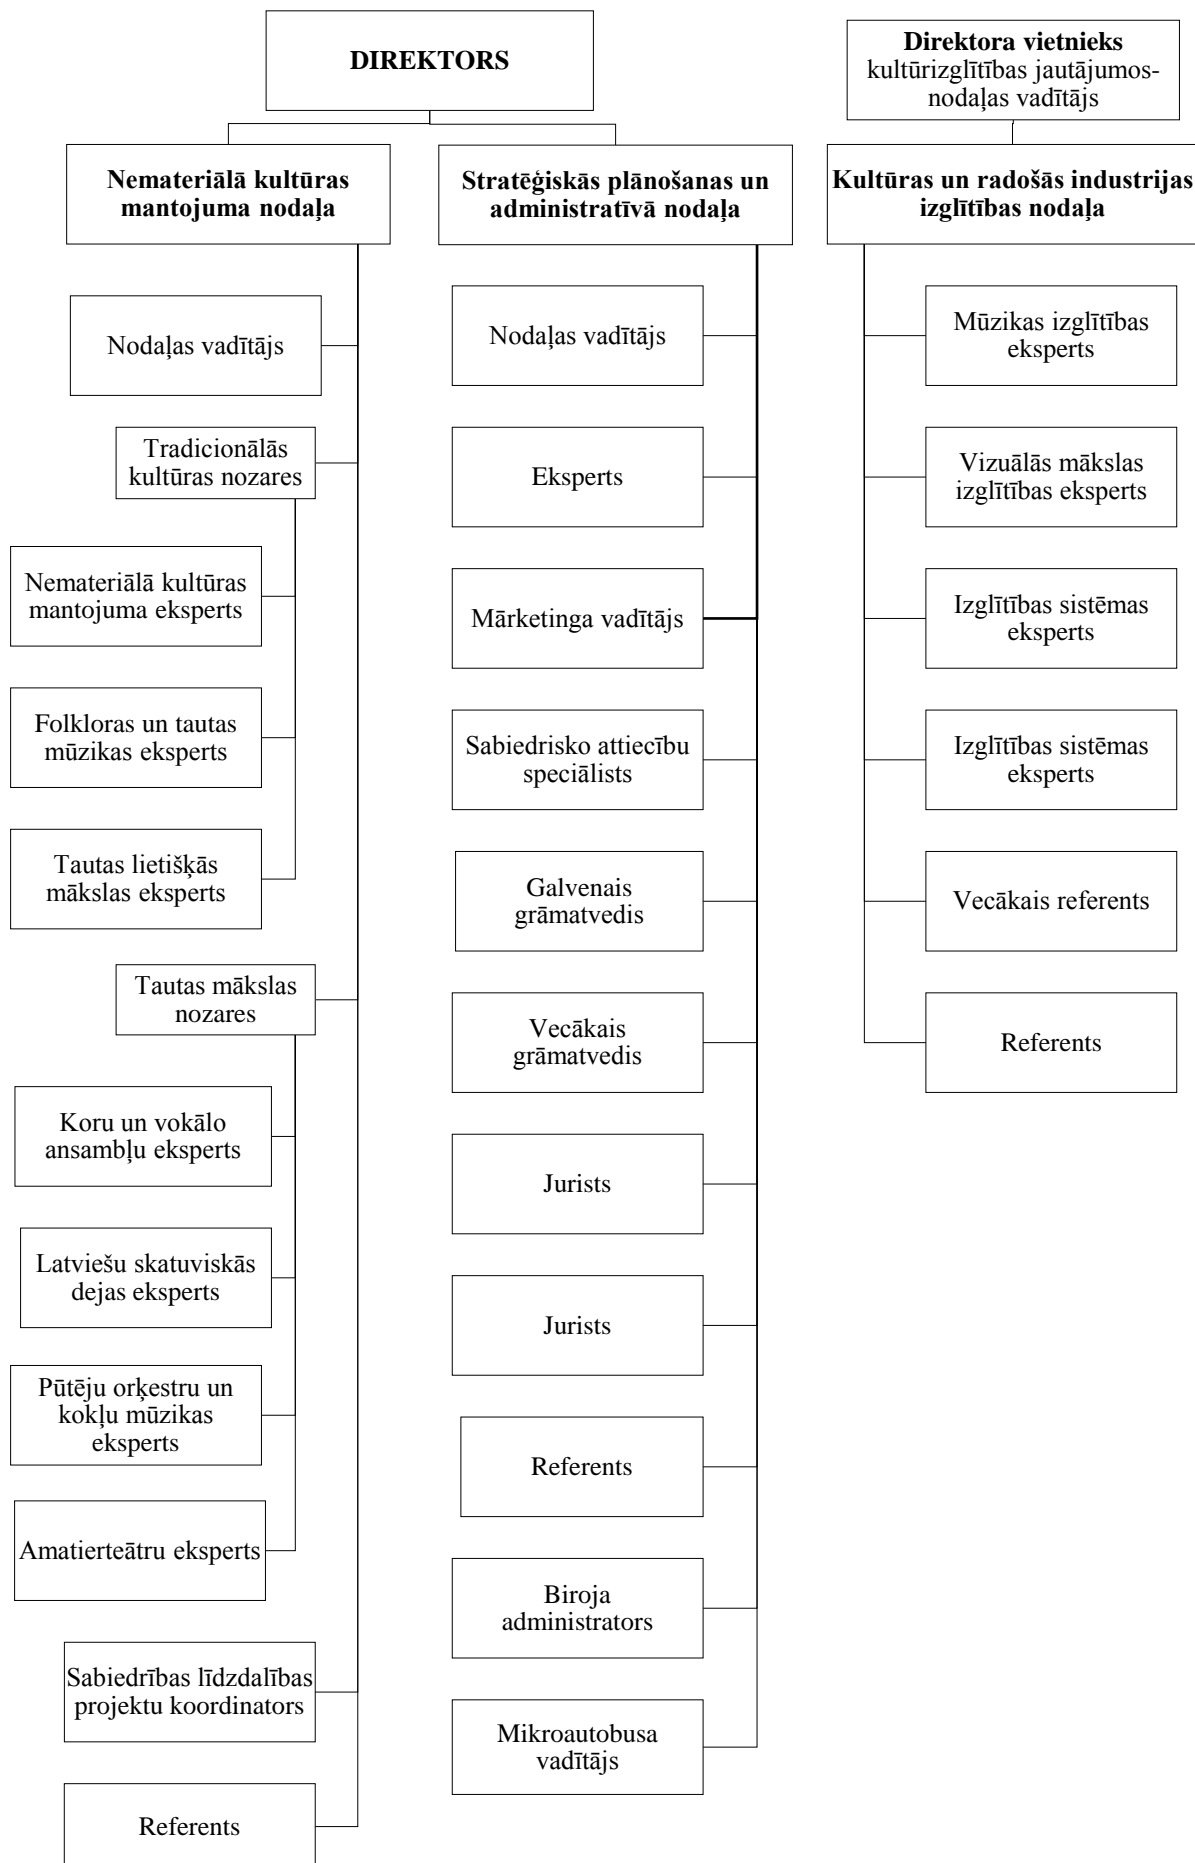 DIREKTORS
Direktora vietnieks
kultūrizglītības jautājumos-
nodaļas vadītājs
Nemateriālā kultūras
mantojuma nodaļa
Nodaļas vadītājs
Tradicionālās
kultūras nozares
Nemateriālā kultūras
mantojuma eksperts
Folkloras un tautas
mūzikas eksperts
Tautas lietišķās
mākslas eksperts
Tautas mākslas
nozares
Koru un vokālo
ansambļu eksperts
Latviešu skatuviskās
dejas eksperts
Pūtēju orķestru un
kokļu mūzikas
eksperts
Amatierteātru eksperts
Sabiedrības līdzdalības
projektu koordinators
Referents
Stratēģiskās plānošanas un
administratīvā nodaļa
Nodaļas vadītājs
Eksperts
Mārketinga vadītājs
Sabiedrisko attiecību
speciālists
Galvenais
grāmatvedis
Vecākais
grāmatvedis
Jurists
Jurists
Referents
Biroja
administrators
Mikroautobusa
vadītājs
Kultūras un radošās industrijas
izglītības nodaļa
Mūzikas izglītības
eksperts
Vizuālās mākslas
izglītības eksperts
Izglītības sistēmas
eksperts
Izglītības sistēmas
eksperts
Vecākais referents
Referents